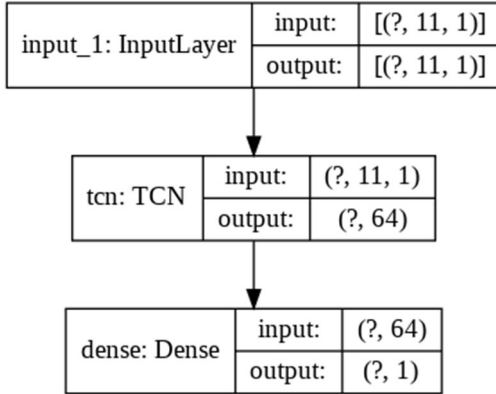 input_1: InputLayer
input: [(?, 11, 1)]
output: [(?, 11, 1)]
tcn: TCN
input: (?, 11, 1)
output: (?, 64)
dense: Dense
input: (?, 64)
output: (?, 1)